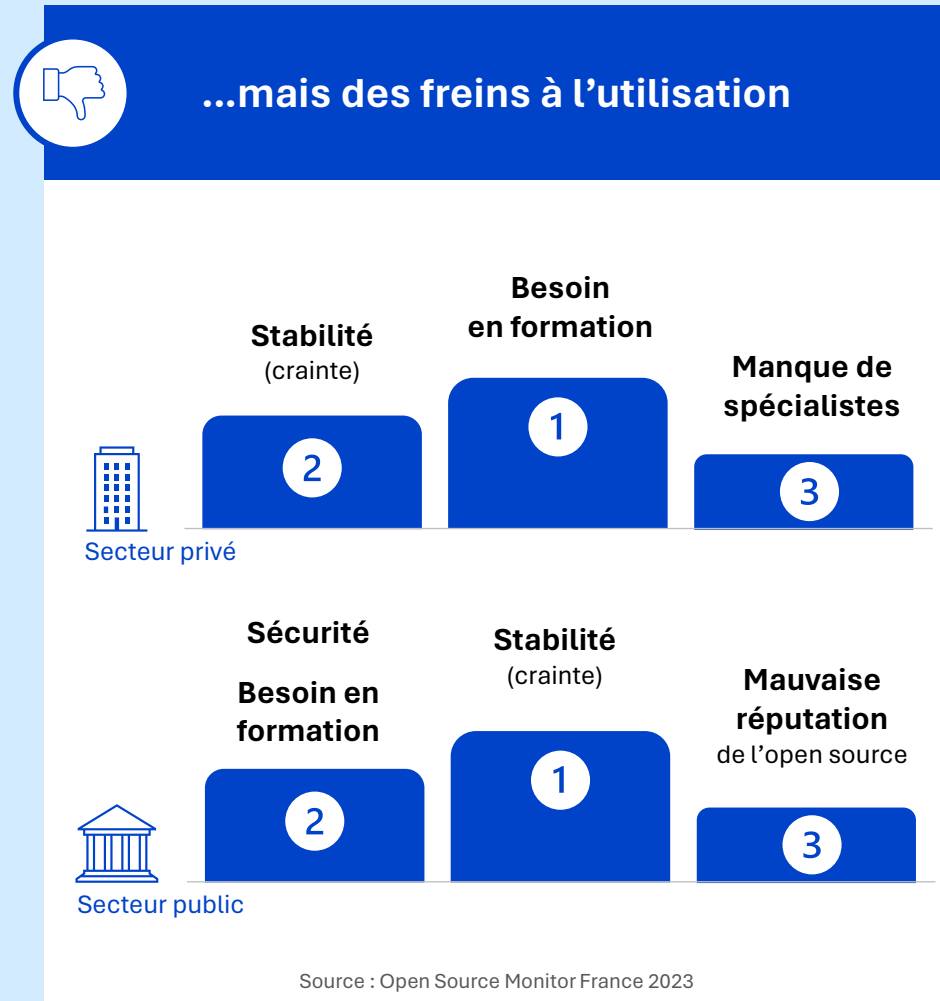 ...mais des freins à l’utilisation
Besoin
en formation
Stabilité
(crainte)
Manque de
spécialistes
2
1
3
Secteur privé
Sécurité
Besoin en
formation
Stabilité
(crainte)
Mauvaise
réputation
de l’open source
2
1
3
Secteur public
Source : Open Source Monitor France 2023